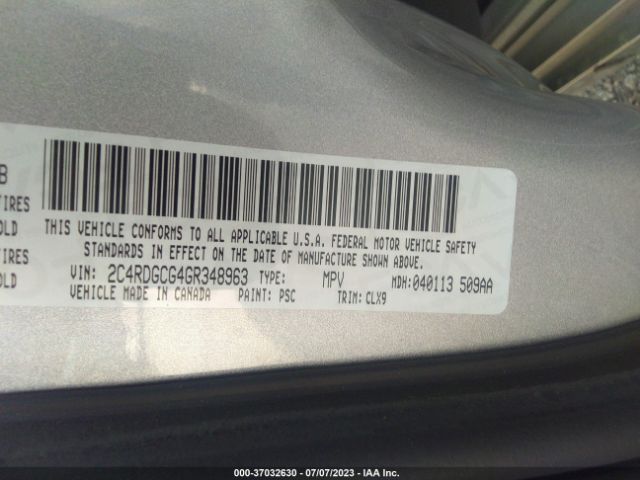 B
TIRES
OLD
TIRES
OLD
THIS VEHICLE CONFORMS TO ALL APPLICABLE U.S.A. FEDERAL MOTOR VEHICLE SAFETY
STANDARDS IN EFFECT ON THE DATE OF MANUFACTURE SHOWN ABOVE.
VIN: 2C4RDGCG4GR348963 TYPE: MPV MDH:040113 509AA
VEHICLE MADE IN CANADA PAINT: PSC TRIM: CLX9
000-37032630 - 07/07/2023 - IAA Inc.